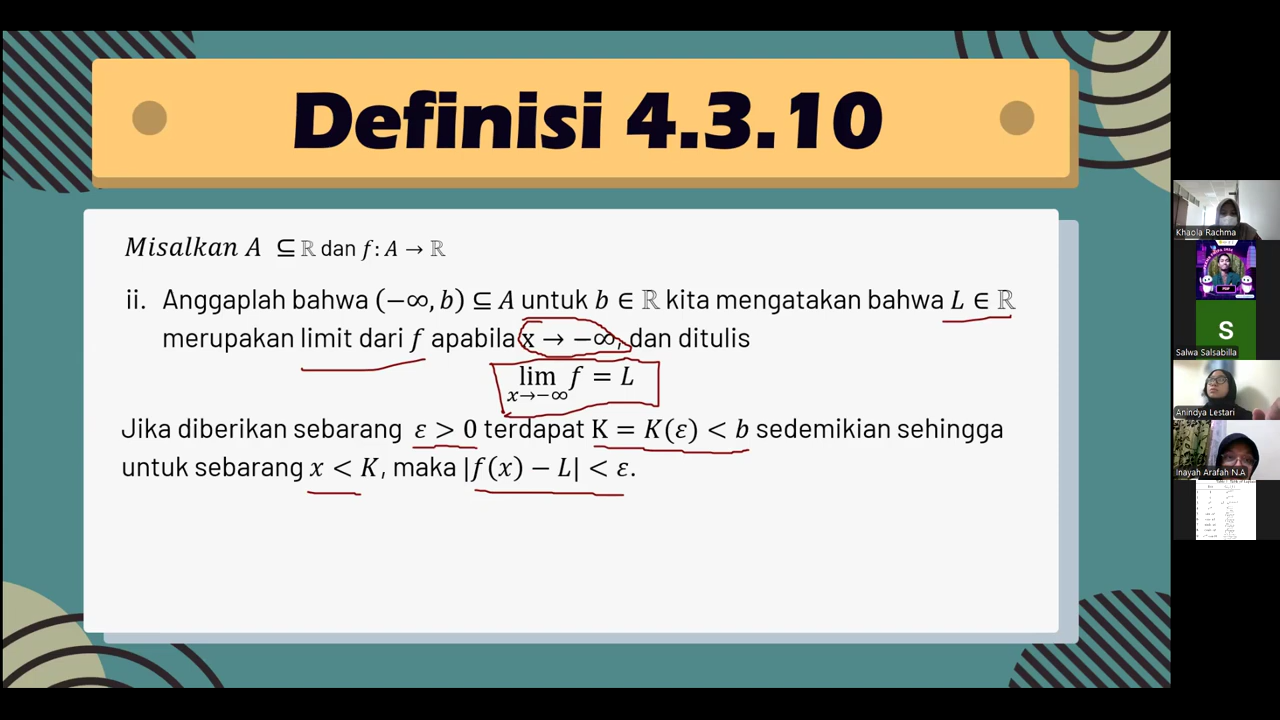 Definisi 4.3.10
Misalkan A ⊆ ℝ dan f: A → ℝ
ii. Anggaplah bahwa (−∞, b) ⊆ A untuk b ∈ ℝ kita mengatakan bahwa L ∈ ℝ
merupakan limit dari f apabila x → −∞, dan ditulis
lim f = L
x→−∞
Jika diberikan sebarang ε > 0 terdapat K = K(ε) < b sedemikian sehingga
untuk sebarang x < K, maka |f(x) − L| < ε.
Khaola Rachma
PDF
S
Salwa Salsabilla
Anindya Lestari
Inayah Arafah N.A